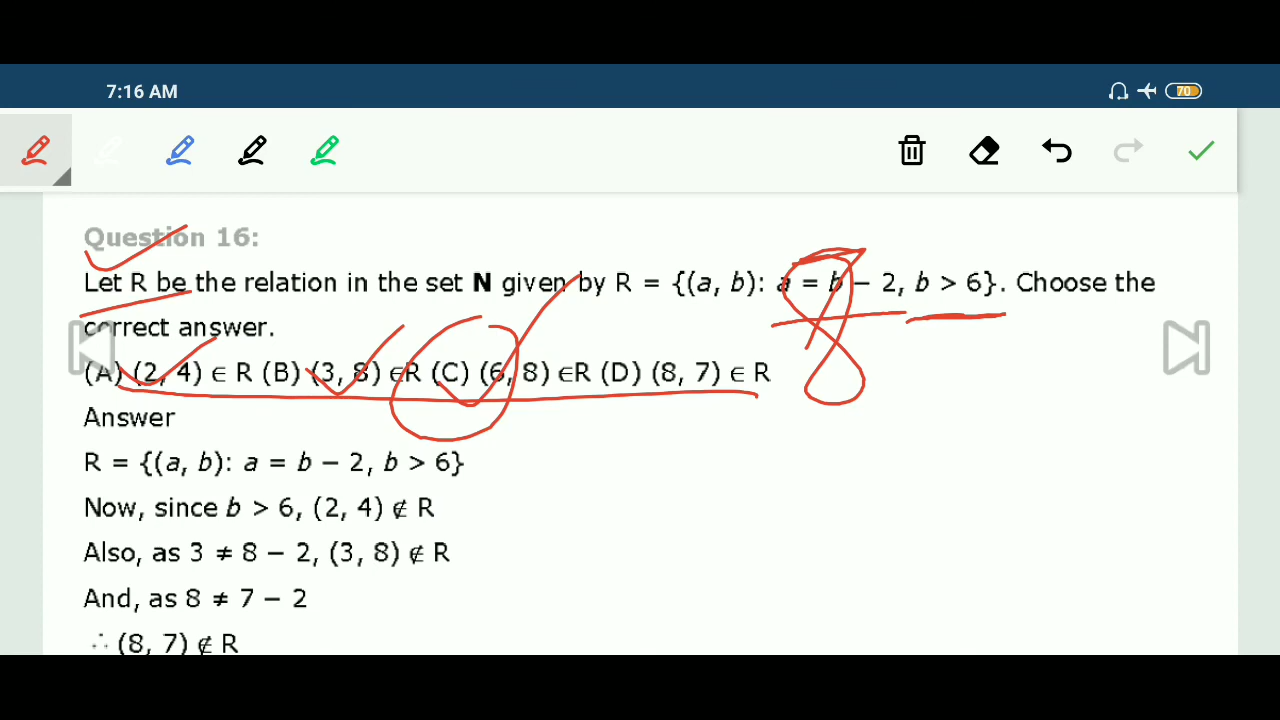 7:16 AM
70
Question 16:
Let R be the relation in the set N given by R = {(a, b): a = b − 2, b > 6}. Choose the
correct answer.
(A) (2, 4) ∈ R (B) (3, 8) ∈R (C) (6, 8) ∈R (D) (8, 7) ∈ R
8
Answer
R = {(a, b): a = b − 2, b > 6}
Now, since b > 6, (2, 4) ∉ R
Also, as 3 ≠ 8 − 2, (3, 8) ∉ R
And, as 8 ≠ 7 − 2
∴ (8, 7) ∉ R